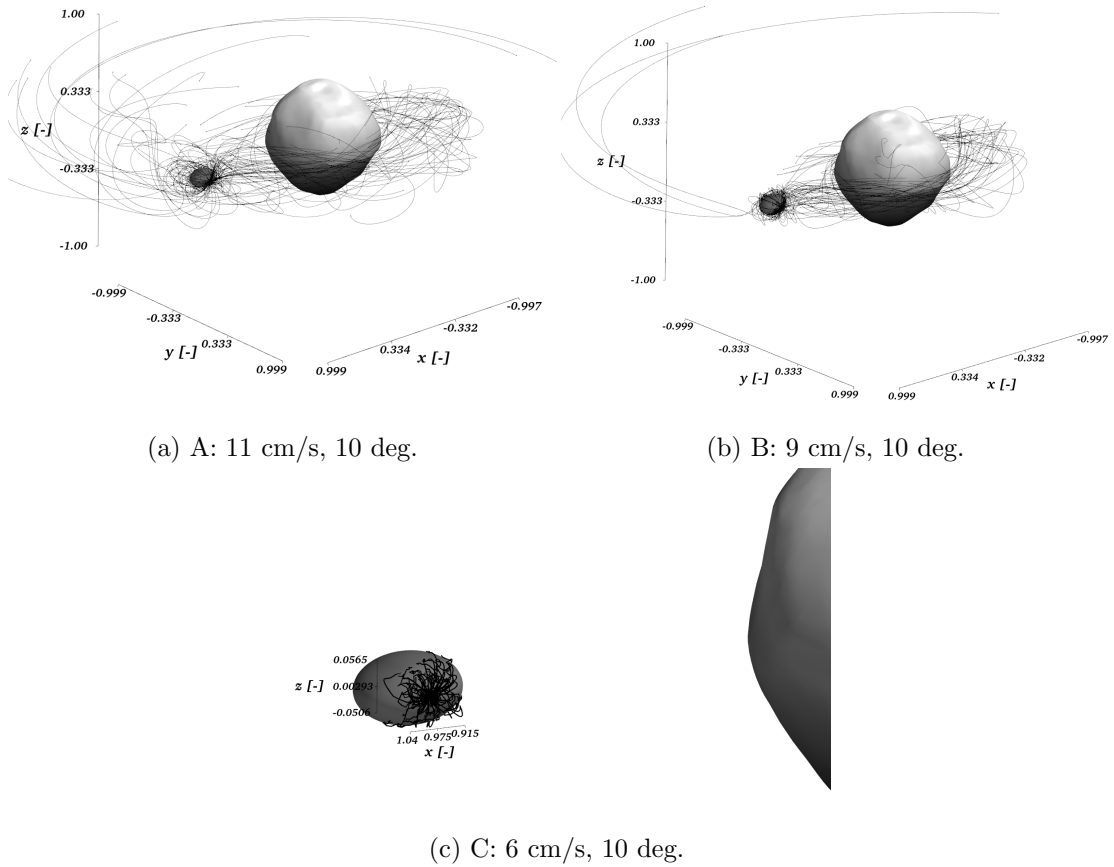 1.00
0.333
z [-]
-0.333
-1.00
-0.999
-0.333
y [-]
0.333
0.999
-0.997
-0.332
0.334
x [-]
0.999
(a) A: 11 cm/s, 10 deg.
1.00
0.333
z [-]
-0.333
-1.00
-0.999
-0.333
y [-]
0.333
0.999
-0.997
-0.332
0.334
x [-]
0.999
(b) B: 9 cm/s, 10 deg.
0.0565
z [-] 0.00293
-0.0506
1.04 0.975 0.915
x [-]
(c) C: 6 cm/s, 10 deg.